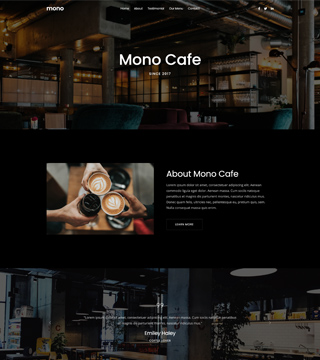 mono
Home About Testimonial Our Menu Contact
Mono Cafe
SINCE 2017
About Mono Cafe
Lorem ipsum dolor sit amet, consectetuer adipiscing elit. Aenean
commodo ligula eget dolor. Aenean massa. Cum sociis natoque
penatibus et magnis dis parturient montes, nascetur ridiculus mus.
Donec quam felis, ultricies nec, pellentesque eu, pretium quis, sem.
Nulla consequat massa quis enim.
LEARN MORE
Emiley Haley